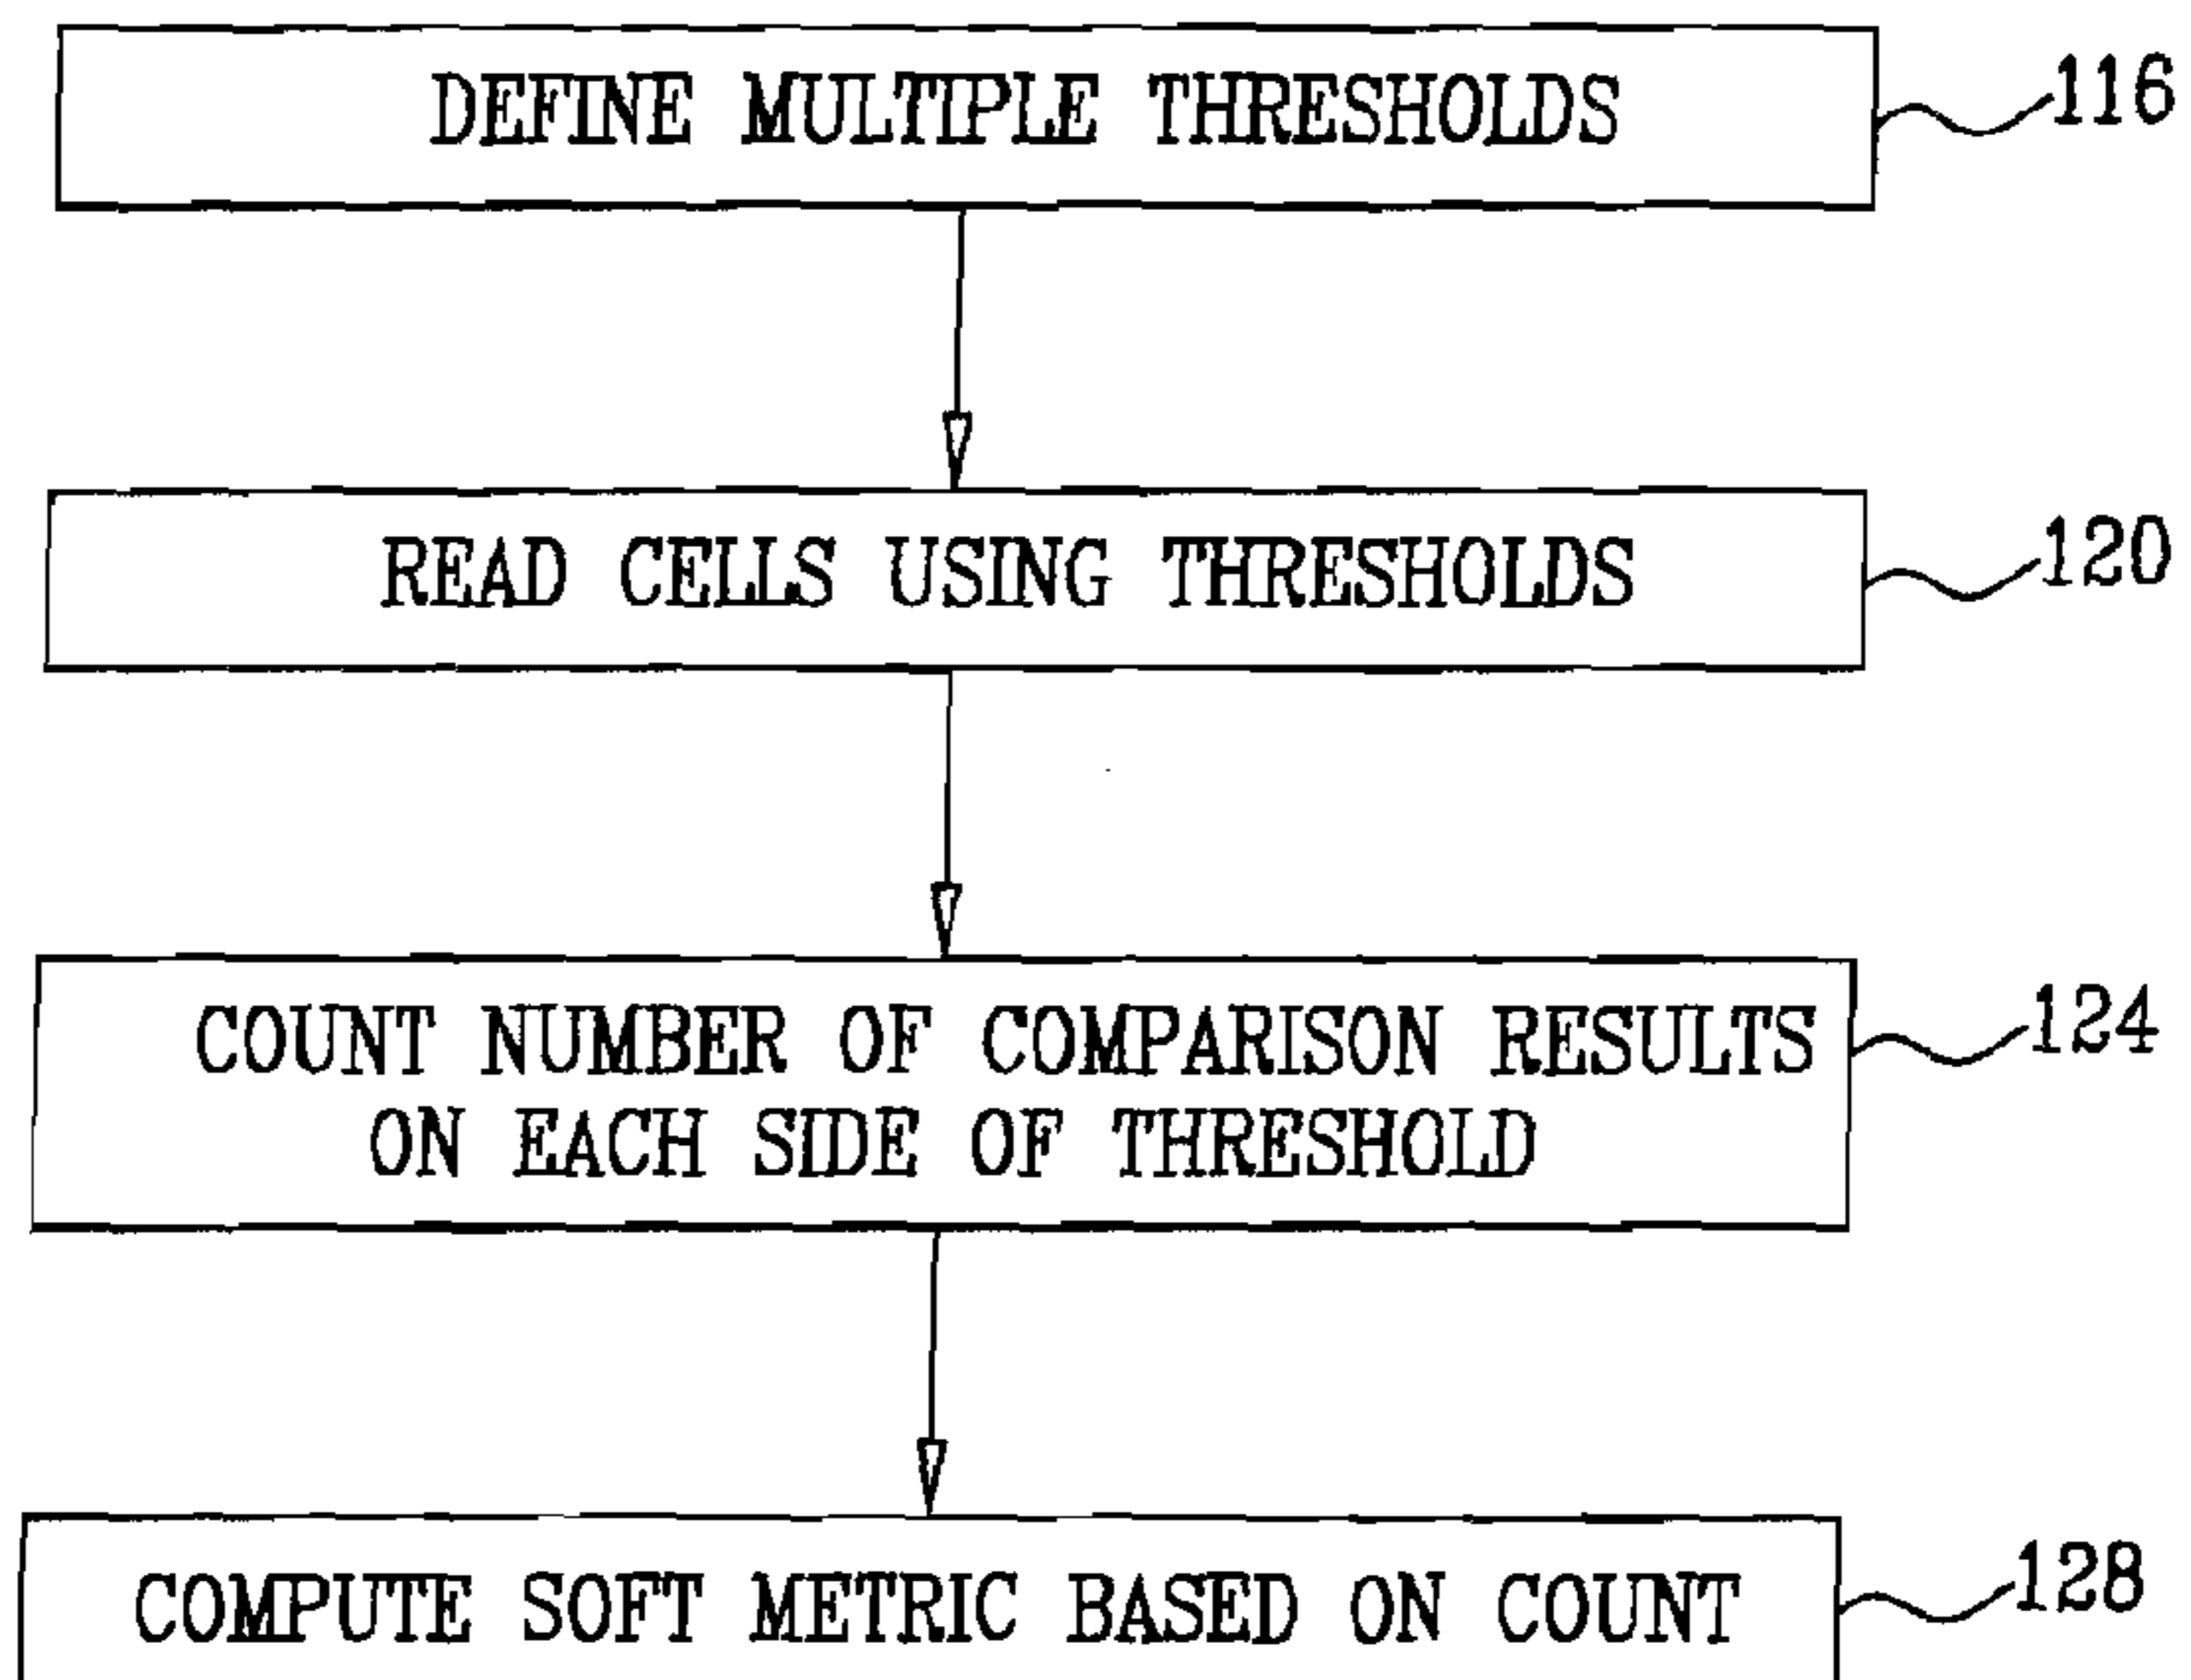 DEFINE MULTIPLE THRESHOLDS
116
READ CELLS USING THRESHOLDS
120
COUNT NUMBER OF COMPARISON RESULTS
124
ON EACH SIDE OF THRESHOLD
COMPUTE SOFT METRIC BASED ON COUNT
128